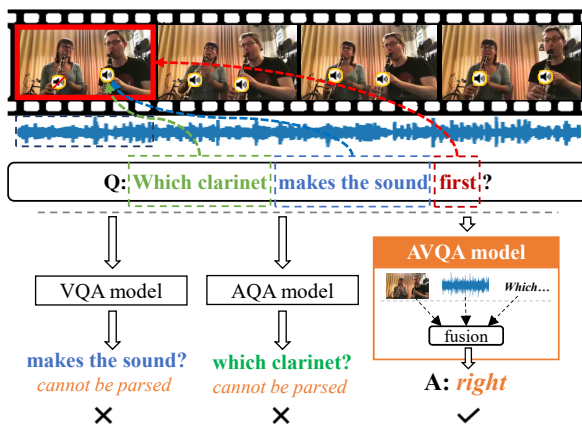 Q: Which clarinet makes the sound first ?
AVQA model
Which...
VQA model
AQA model
fusion
makes the sound?
which clarinet?
cannot be parsed
cannot be parsed
A: right